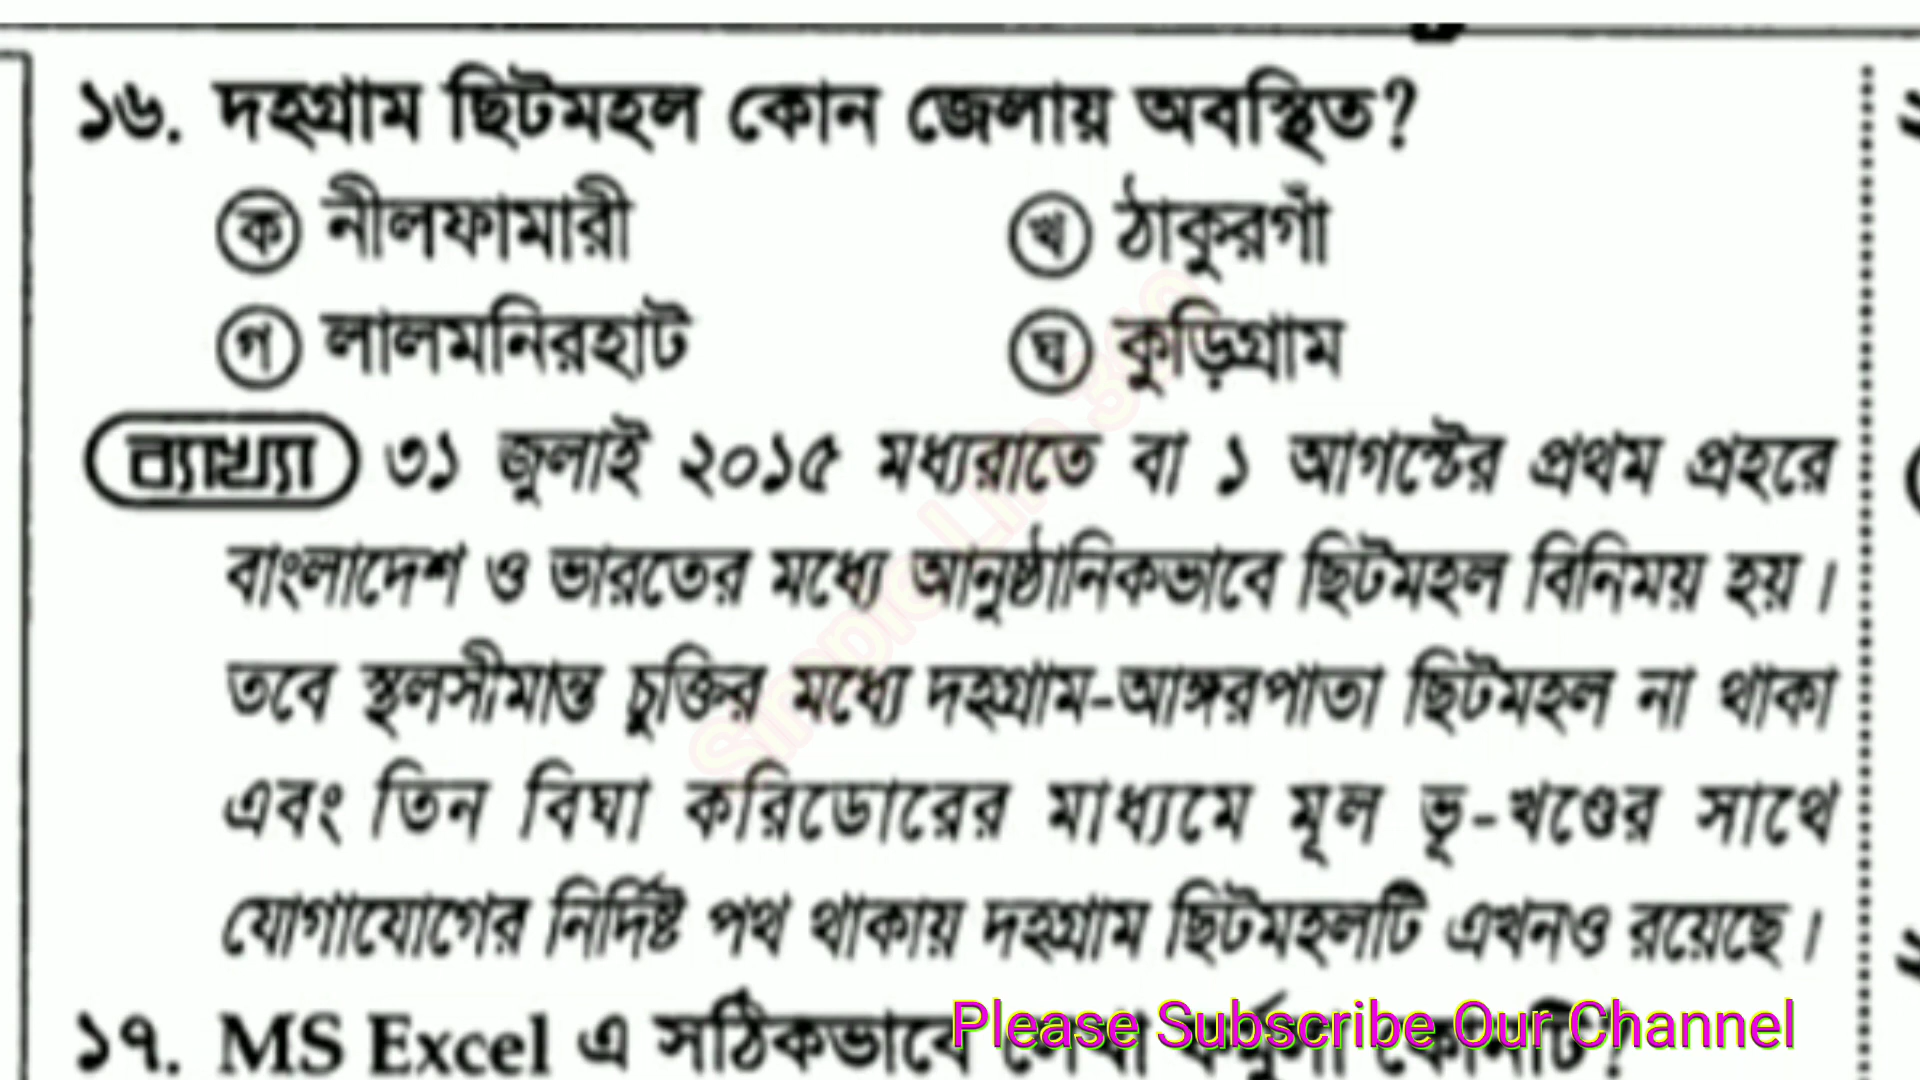 ১৬. দহগ্রাম ছিটমহল কোন জেলায় অবস্থিত?
ক নীলফামারী
খ ঠাকুরগাঁ
গ লালমনিরহাট
ঘ কুড়িগ্রাম
ব্যাখ্যা ৩১ জুলাই ২০১৫ মধ্যরাতে বা ১ আগস্টের প্রথম প্রহরে
বাংলাদেশ ও ভারতের মধ্যে আনুষ্ঠানিকভাবে ছিটমহল বিনিময় হয়।
তবে স্থলসীমান্ত চুক্তির মধ্যে দহগ্রাম-আঙ্গরপাতা ছিটমহল না থাকা
এবং তিন বিঘা করিডোরের মাধ্যমে মূল ভূ-খণ্ডের সাথে
যোগাযোগের নির্দিষ্ট পথ থাকায় দহগ্রাম ছিটমহলটি এখনও রয়েছে।
১৭. MS Excel এ সঠিকভাবে
Please Subscribe Our Channel